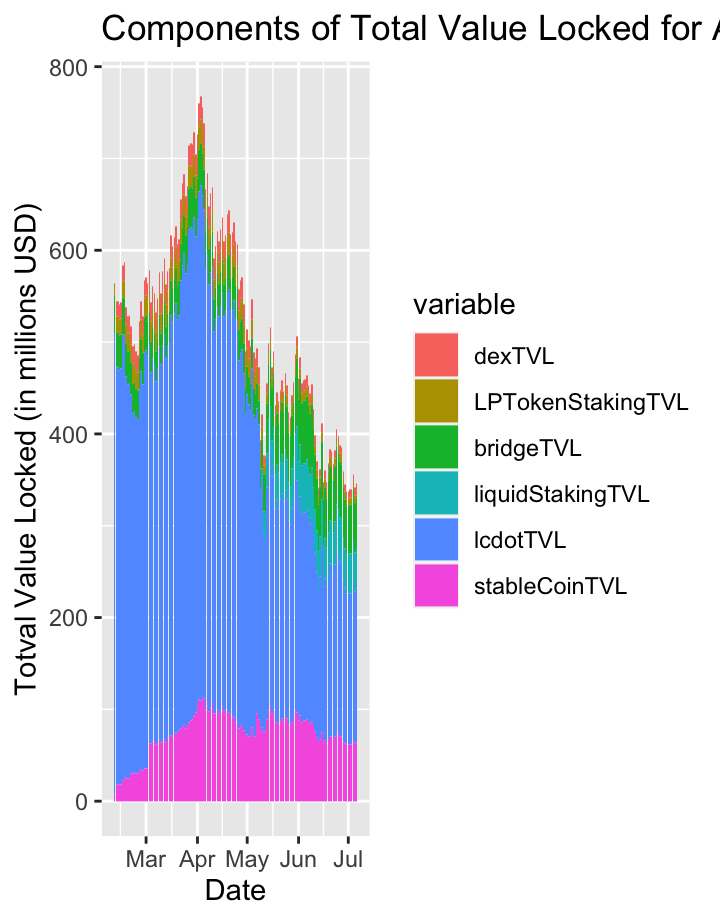 Components of Total Value Locked for A
800
600
400
200
0
Totval Value Locked (in millions USD)
Mar Apr May Jun Jul
Date
variable
dexTVL
LPTokenStakingTVL
bridgeTVL
liquidStakingTVL
lcdotTVL
stableCoinTVL